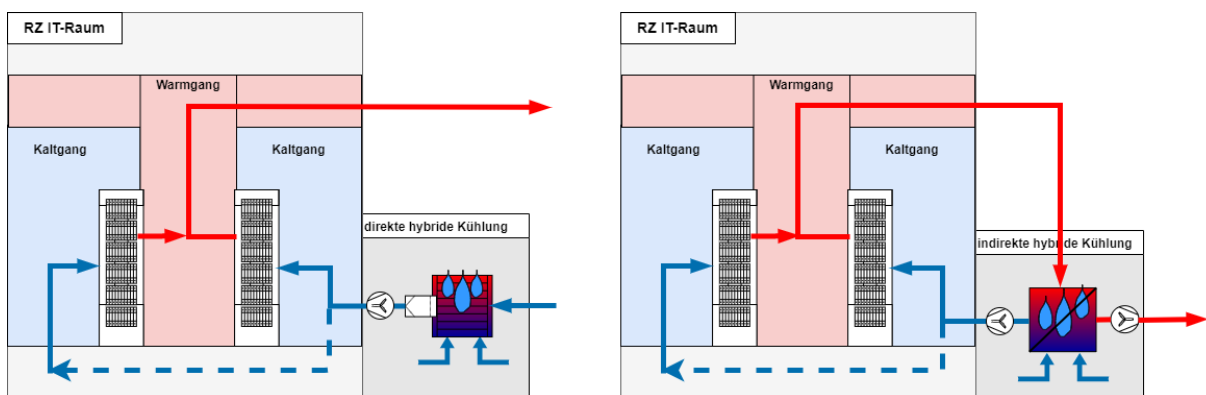 RZ IT-Raum
Warmgang
Kaltgang
Kaltgang
direkte hybride Kühlung
RZ IT-Raum
Warmgang
Kaltgang
Kaltgang
indirekte hybride Kühlung